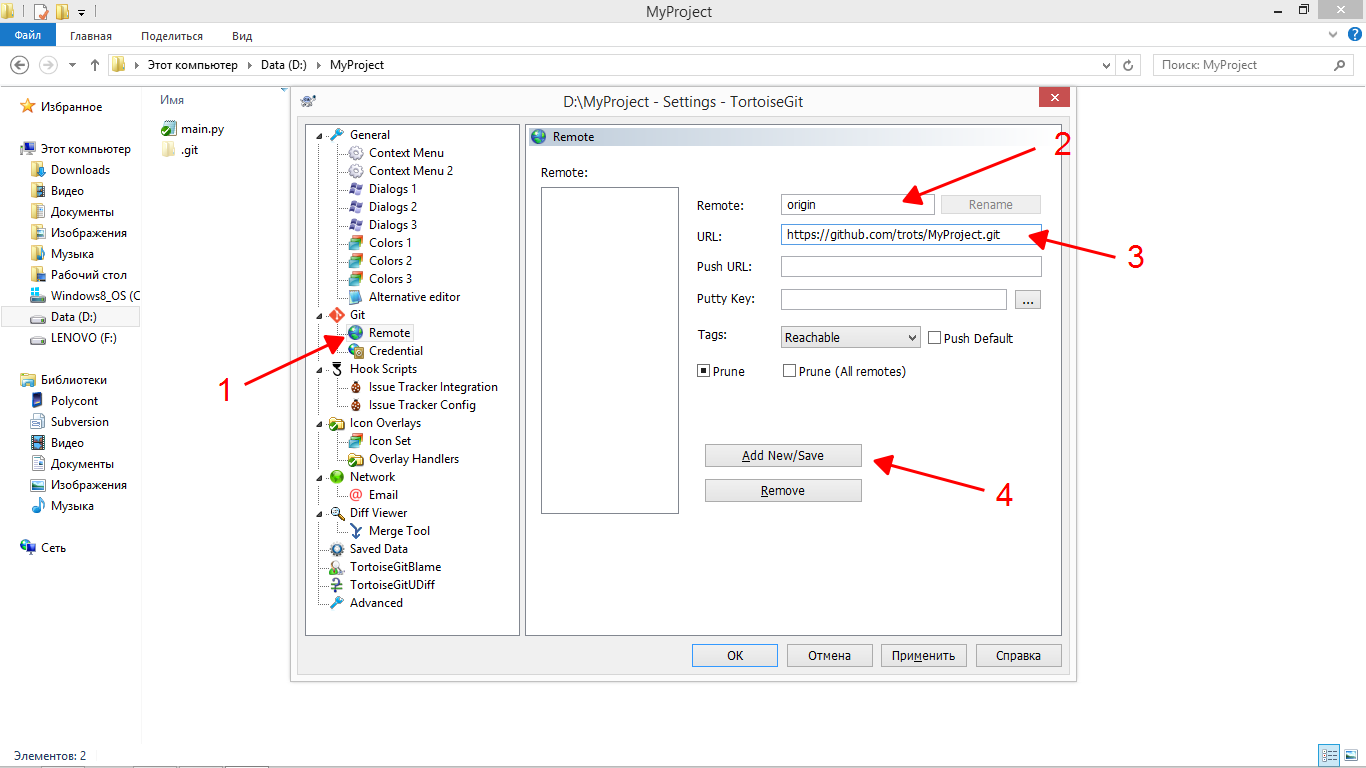 MyProject
Файл Главная Поделиться Вид
Этот компьютер Data (D:) MyProject
Поиск: MyProject
Избранное
Этот компьютер
Downloads
Видео
Документы
Изображения
Музыка
Рабочий стол
Windows8_OS (C
Data (D:)
LENOVO (F:)
Библиотеки
Polycont
Subversion
Видео
Документы
Изображения
Музыка
Сеть
Имя
main.py
.git
D:\MyProject - Settings - TortoiseGit
General
Context Menu
Context Menu 2
Dialogs 1
Dialogs 2
Dialogs 3
Colors 1
Colors 2
Colors 3
Alternative editor
Git
Remote
Credential
Hook Scripts
Issue Tracker Integration
Issue Tracker Config
Icon Overlays
Icon Set
Overlay Handlers
Network
Email
Diff Viewer
Merge Tool
Saved Data
TortoiseGitBlame
TortoiseGitUDiff
Advanced
1
Remote
2
Remote:
Remote: origin Rename
URL: https://github.com/trots/MyProject.git
3
Push URL:
Putty Key: ...
Tags: Reachable Push Default
Prune Prune (All remotes)
Add New/Save
4
Remove
OK Отмена Применить Справка
Элементов: 2